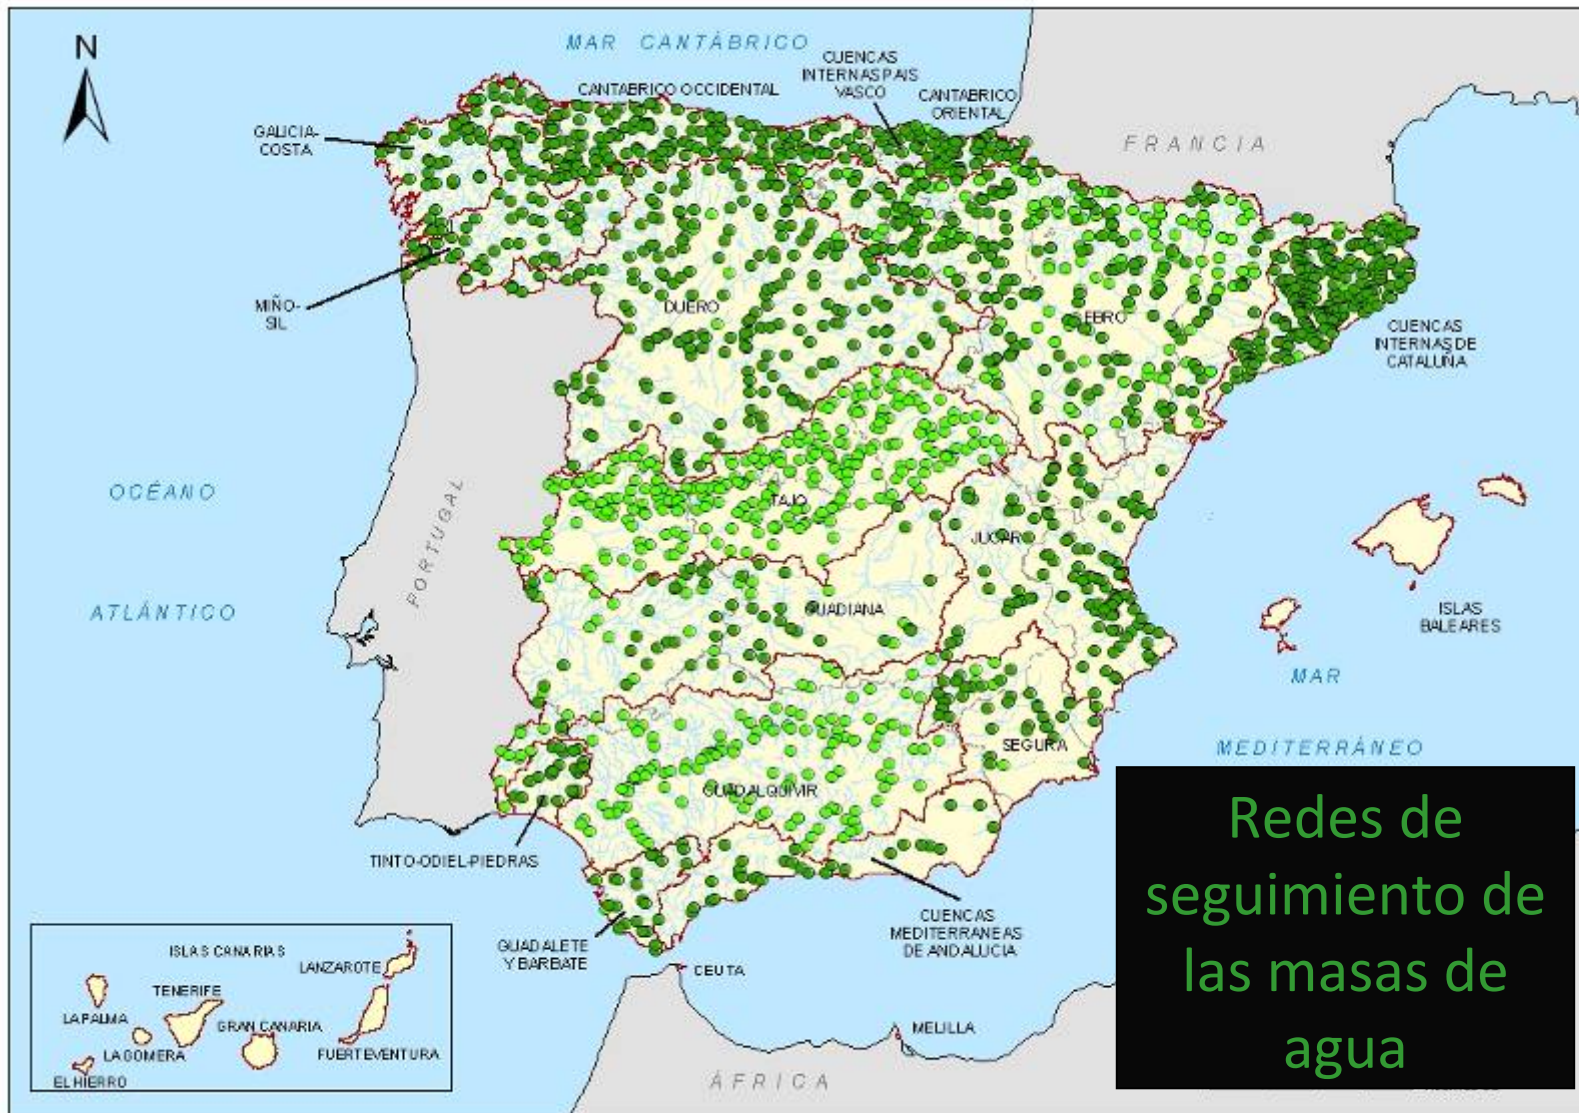 N
MAR CANTÁBRICO
CUENCAS
INTERNAS PAIS
VASCO
CANTABRICO OCCIDENTAL
CANTABRICO
ORIENTAL
GALICIA-
COSTA
FRANCIA
MIÑO-
SIL
DUERO
EBRO
CUENCAS
INTERNAS DE
CATALUÑA
OCÉANO
ATLÁNTICO
PORTUGAL
TAJO
JUCAR
GUADIANA
ISLAS
BALEARES
MAR
MEDITERRÁNEO
SEGURA
GUADALQUIVIR
TINTO-ODIEL-PIEDRAS
GUADALETE
Y BARBATE
CUENCAS
MEDITERRANEAS
DE ANDALUCIA
CEUTA
MELILLA
ÁFRICA
ISLAS CANARIAS
LANZAROTE
TENERIFE
LA PALMA
GRAN CANARIA
LA GOMERA
FUERTEVENTURA
EL HIERRO
Redes de
seguimiento de
las masas de
agua